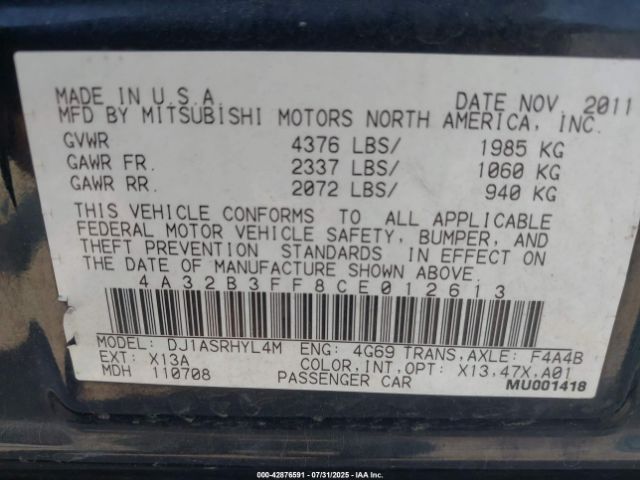 MADE IN U.S.A. DATE NOV. 2011
MFD BY MITSUBISHI MOTORS NORTH AMERICA, INC.
GVWR 4376 LBS/ 1985 KG
GAWR FR. 2337 LBS/ 1060 KG
GAWR RR. 2072 LBS/ 940 KG
THIS VEHICLE CONFORMS TO ALL APPLICABLE
FEDERAL MOTOR VEHICLE SAFETY, BUMPER, AND
THEFT PREVENTION STANDARDS IN EFFECT ON
THE DATE OF MANUFACTURE SHOWN ABOVE.
4A32B3FF8CE012613
MODEL: DJ1ASRHYL4M ENG: 4G69 TRANS,AXLE: F4A4B
EXT: X13A COLOR,INT,OPT: X13,47X,A01
MDH 110708 PASSENGER CAR MU001418
000-42876591 - 07/31/2025 - IAA Inc.